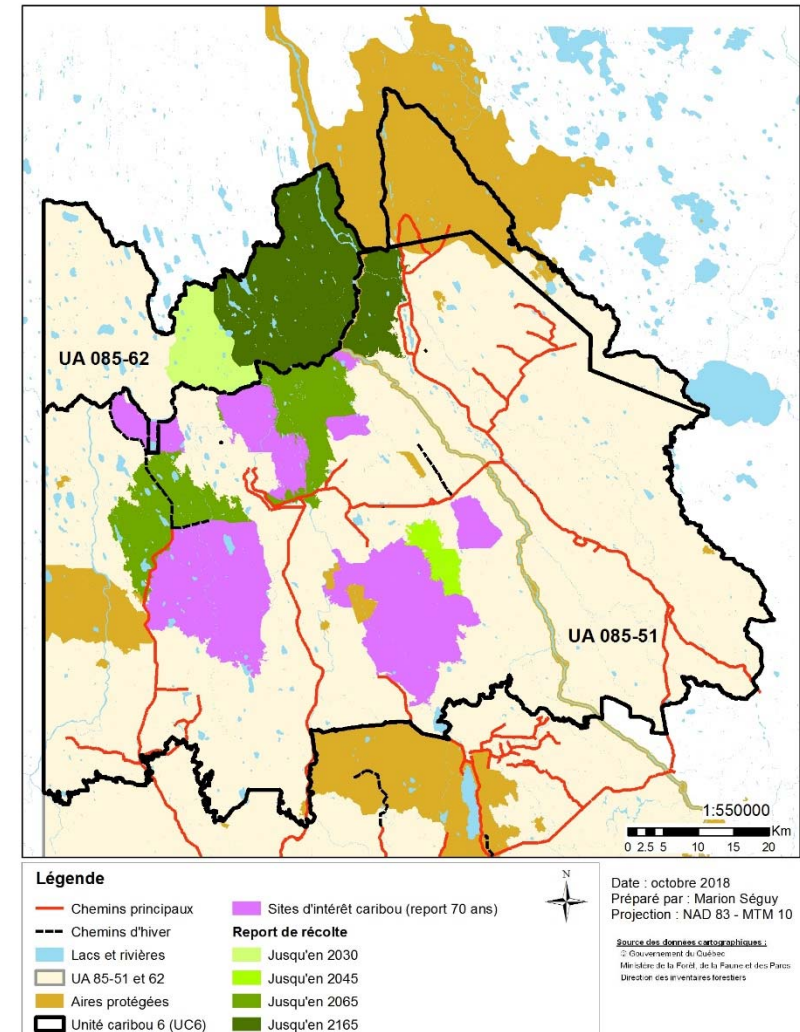 UA 085-62
UA 085-51
1:550000
0 2.5 5 10 15 20 Km
Légende
Chemins principaux
Chemins d'hiver
Lacs et rivières
UA 85-51 et 62
Aires protégées
Unité caribou 6 (UC6)
Sites d'intérêt caribou (report 70 ans)
Report de récolte
Jusqu'en 2030
Jusqu'en 2045
Jusqu'en 2065
Jusqu'en 2165
N
Date : octobre 2018
Préparé par : Marion Séguy
Projection : NAD 83 - MTM 10
Source des données cartographiques :
© Gouvernement du Québec
Ministère de la Forêt, de la Faune et des Parcs
Direction des inventaires forestiers